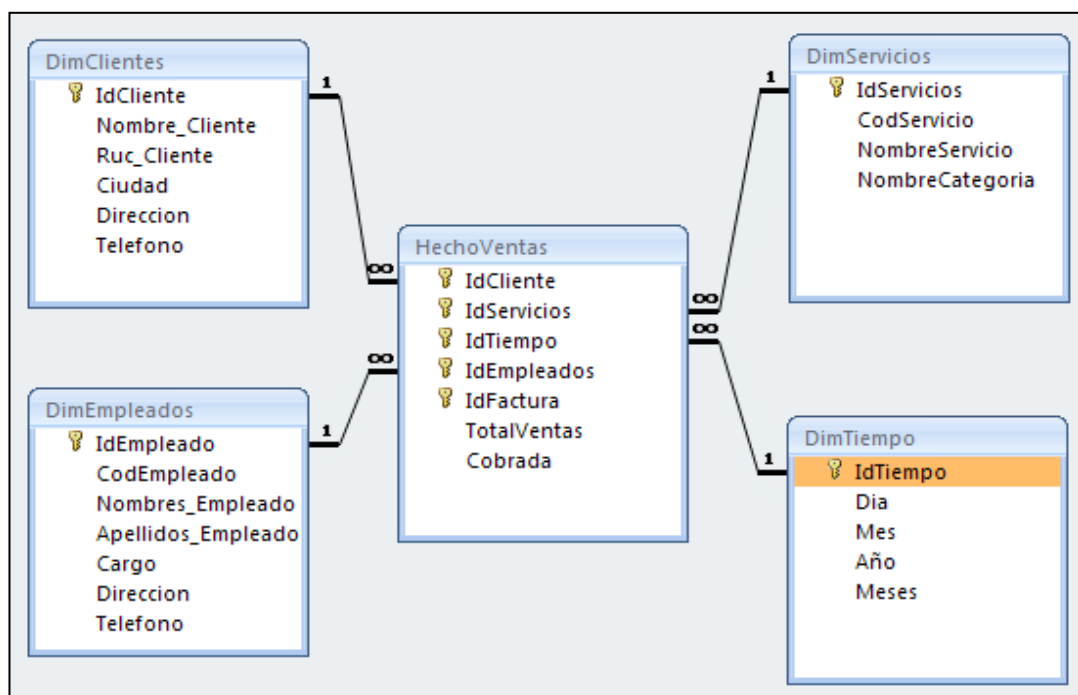 DimClientes
IdCliente
Nombre_Cliente
Ruc_Cliente
Ciudad
Direccion
Telefono
1
∞
DimServicios
IdServicios
CodServicio
NombreServicio
NombreCategoria
1
∞
HechoVentas
IdCliente
IdServicios
IdTiempo
IdEmpleados
IdFactura
TotalVentas
Cobrada
DimEmpleados
IdEmpleado
CodEmpleado
Nombres_Empleado
Apellidos_Empleado
Cargo
Direccion
Telefono
1
∞
DimTiempo
IdTiempo
Dia
Mes
Año
Meses
1
∞